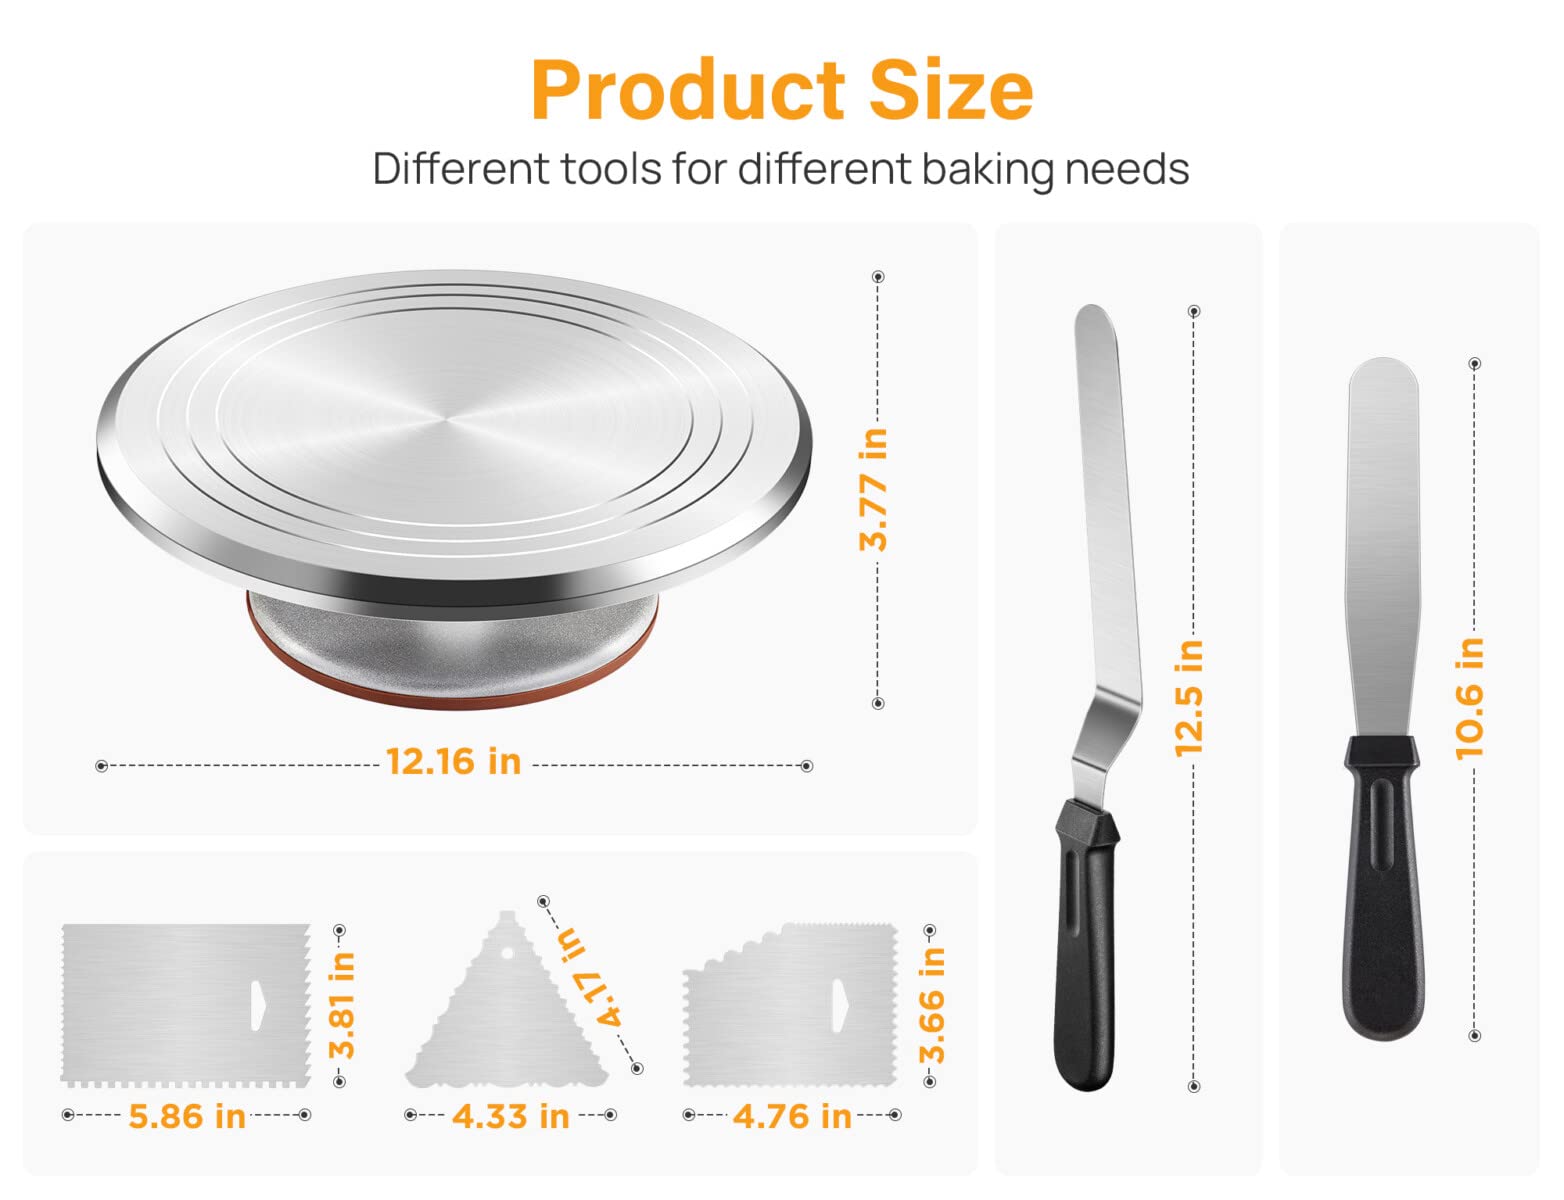 Product Size
Different tools for different baking needs
3.77 in
12.16 in
12.5 in
10.6 in
3.81 in
5.86 in
4.17 in
4.33 in
3.66 in
4.76 in